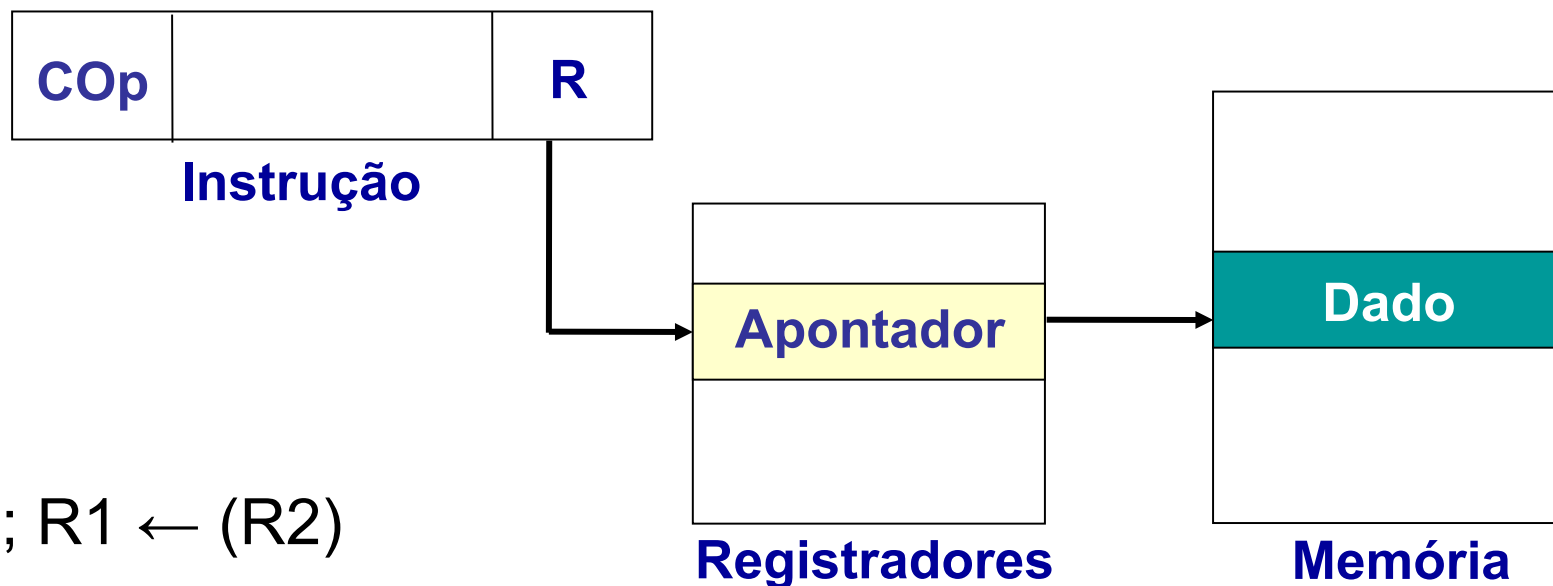 COp R
Instrução
Apontador
Dado
; R1 ← (R2)
Registradores
Memória